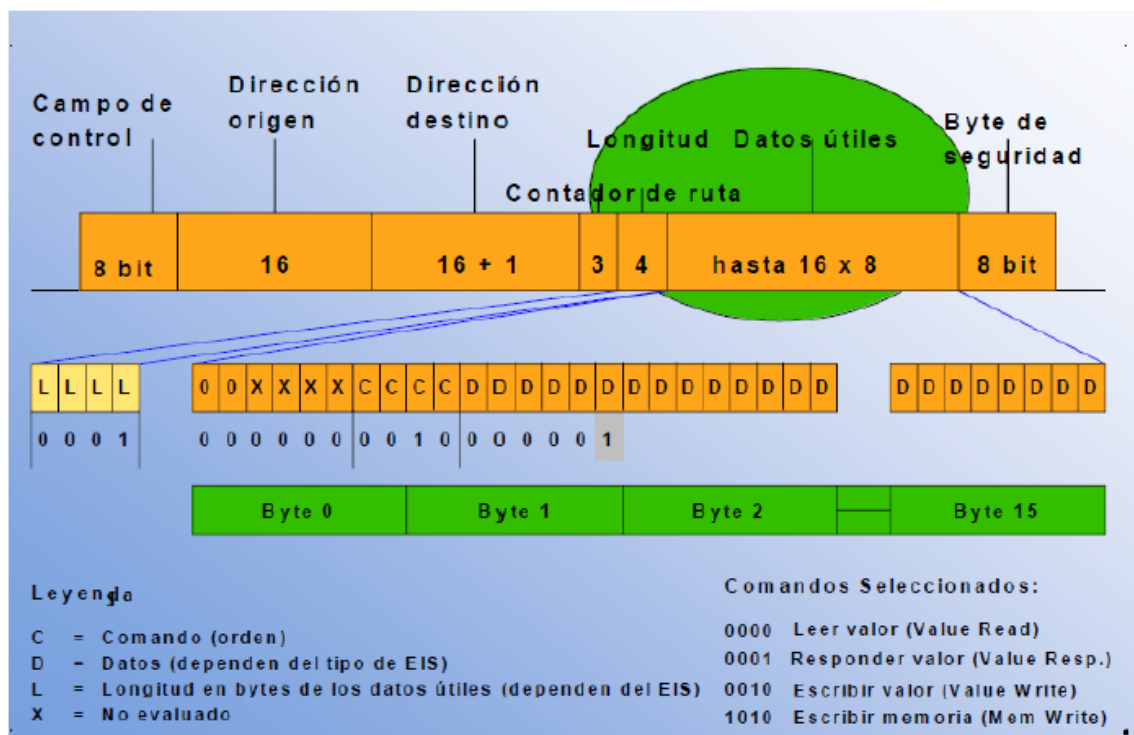 Campo de control
Dirección origen
Dirección destino
Longitud
Datos útiles
Byte de seguridad
Contador de ruta
8 bit
16
16 + 1
3
4
hasta 16 x 8
8 bit
L L L L
0 0 X X X X C C C C D D D D D D D D D D D D D D
D D D D D D D D
0 0 0 1
0 0 0 0 0 0 0 0 1 0 0 0 0 0 0 1
Byte 0
Byte 1
Byte 2
Byte 15
Leyenda
C = Comando (orden)
D – Datos (dependen del tipo de EIS)
L = Longitud en bytes de los datos útiles (dependen del EIS)
X = No evaluado
Comandos Seleccionados:
0000 Leer valor (Value Read)
0001 Responder valor (Value Resp.)
0010 Escribir valor (Value Write)
1010 Escribir memoria (Mem Write)